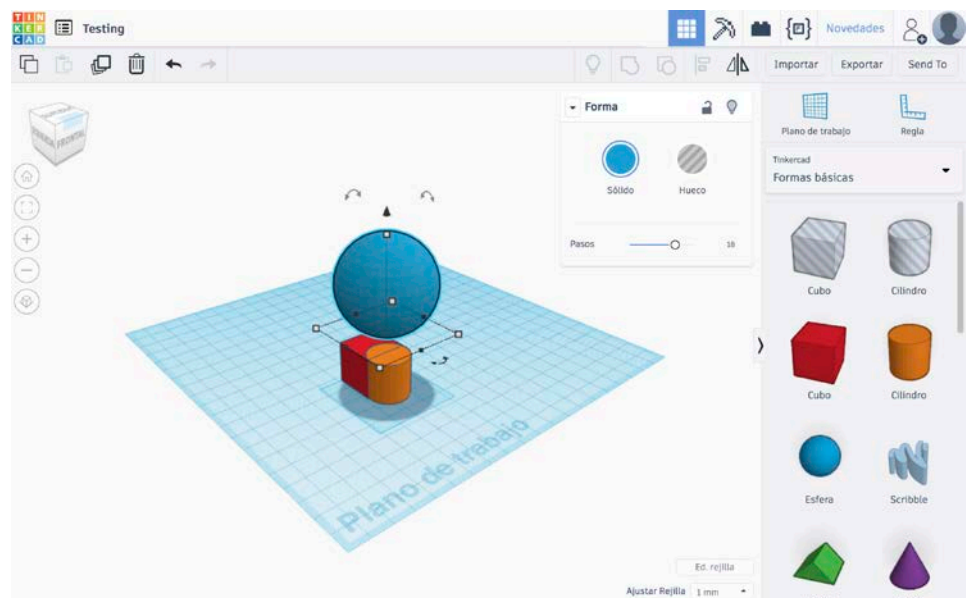 TIN
KER
CAD
Testing
Novedades
Importar
Exportar
Send To
FRONTAL
Forma
Sólido
Hueco
Pasos
Plano de trabajo
Regla
Tinkercad
Formas básicas
Cubo
Cilindro
Cubo
Cilindro
Esfera
Scribble
Plano de trabajo
Ed. rejilla
Ajustar Rejilla
1 mm